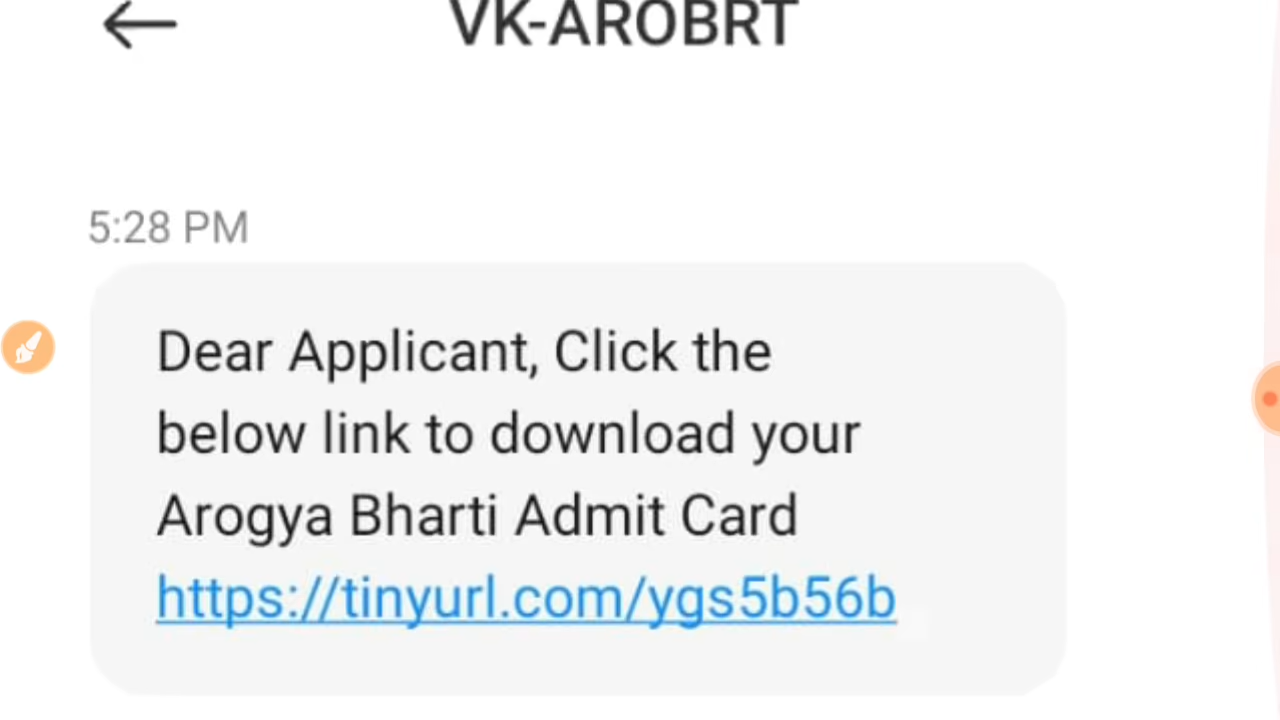 VK-AROBRT
5:28 PM
Dear Applicant, Click the
below link to download your
Arogya Bharti Admit Card
https://tinyurl.com/ygs5b56b